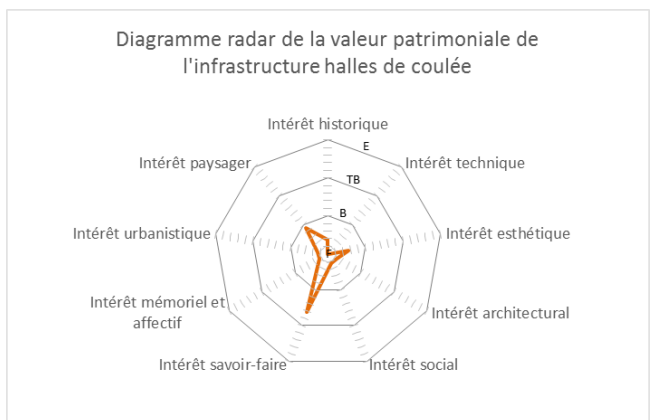 Diagramme radar de la valeur patrimoniale de
l'infrastructure halles de coulée
Intérêt historique
E
Intérêt paysager
Intérêt technique
TB
B
Intérêt urbanistique
Intérêt esthétique
Intérêt mémoriel et
affectif
Intérêt architectural
Intérêt savoir-faire
Intérêt social